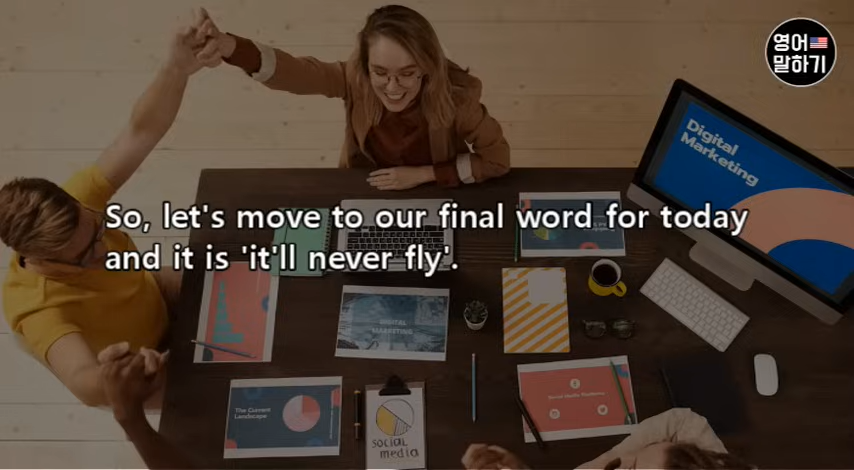 영어
말하기
Digital
Marketing
So, let's move to our final word for today
and it is 'it'll never fly'.
DIGITAL
MARKETING
The Current
Landscape
Social Media Marketing
social
media